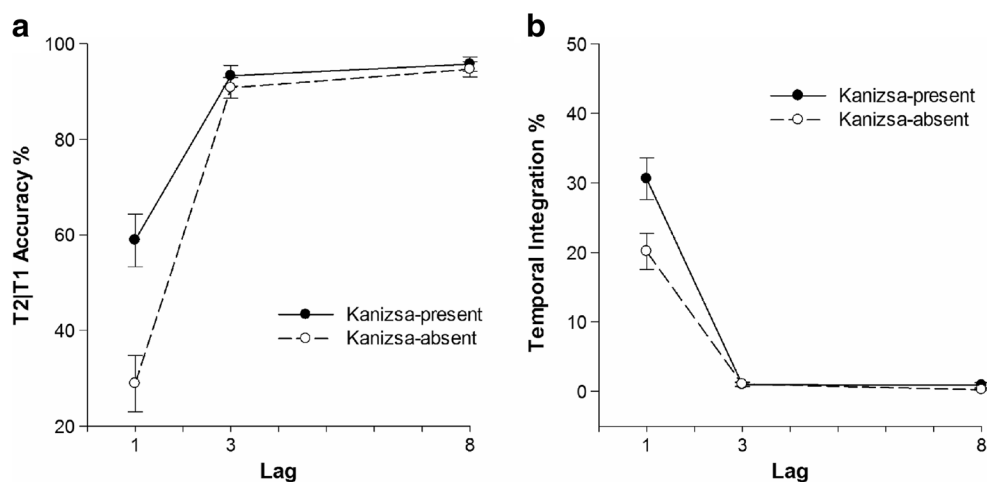 a
T2|T1 Accuracy %
100
80
60
40
20
1 3 8
Lag
Kanizsa-present
Kanizsa-absent
b
Temporal Integration %
50
40
30
20
10
0
1 3 8
Lag
Kanizsa-present
Kanizsa-absent